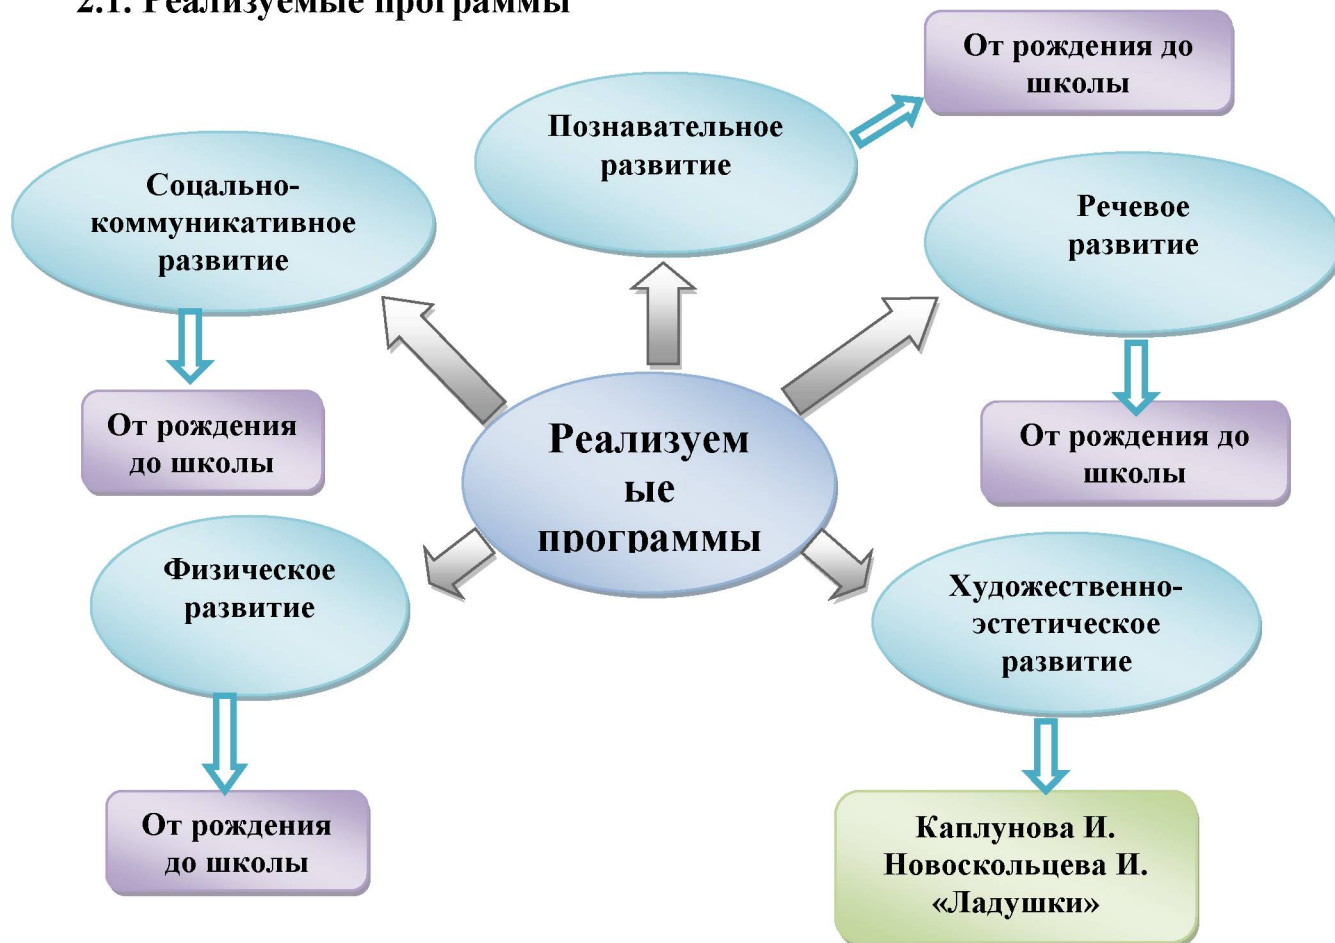 2.1. Реализуемые программы
От рождения до
школы
Познавательное
развитие
Соцально-
коммуникативное
развитие
Речевое
развитие
От рождения
до школы
Реализуем
ые
программы
От рождения до
школы
Физическое
развитие
Художественно-
эстетическое
развитие
От рождения
до школы
Каплунова И.
Новоскольцева И.
«Ладушки»